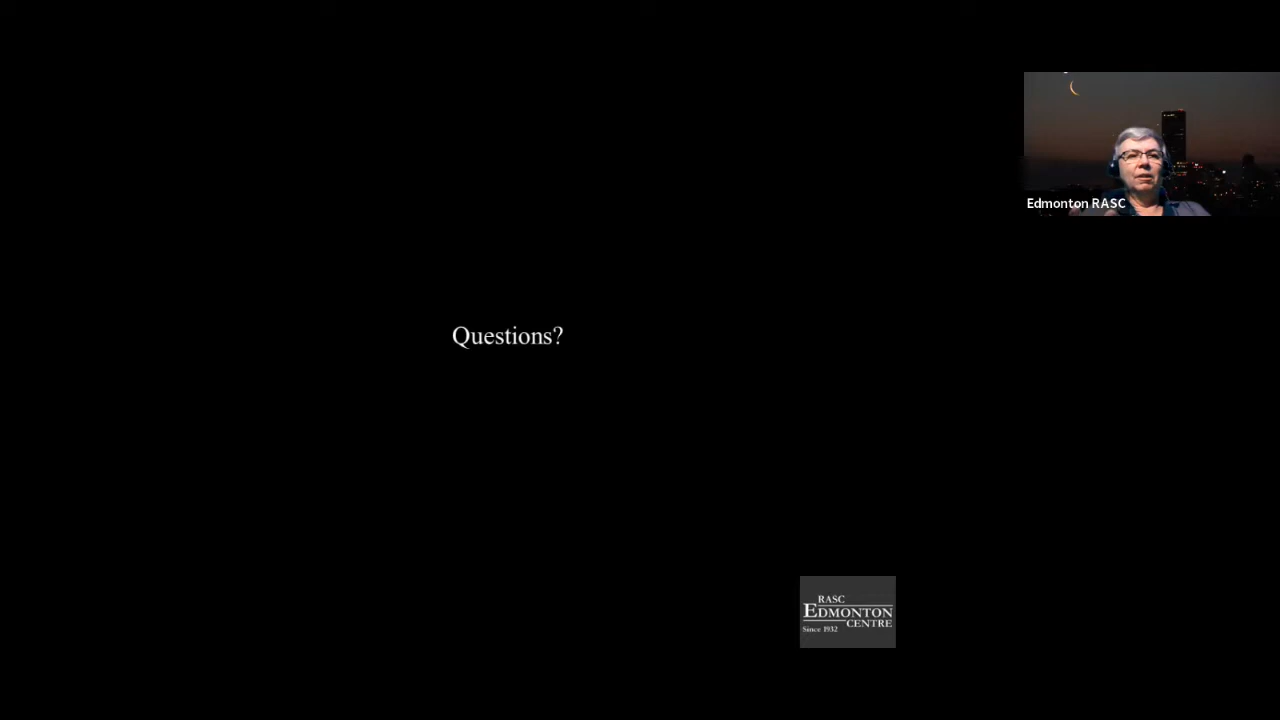 Edmonton RASC
Questions?
RASC
EDMONTON
CENTRE
Since 1932